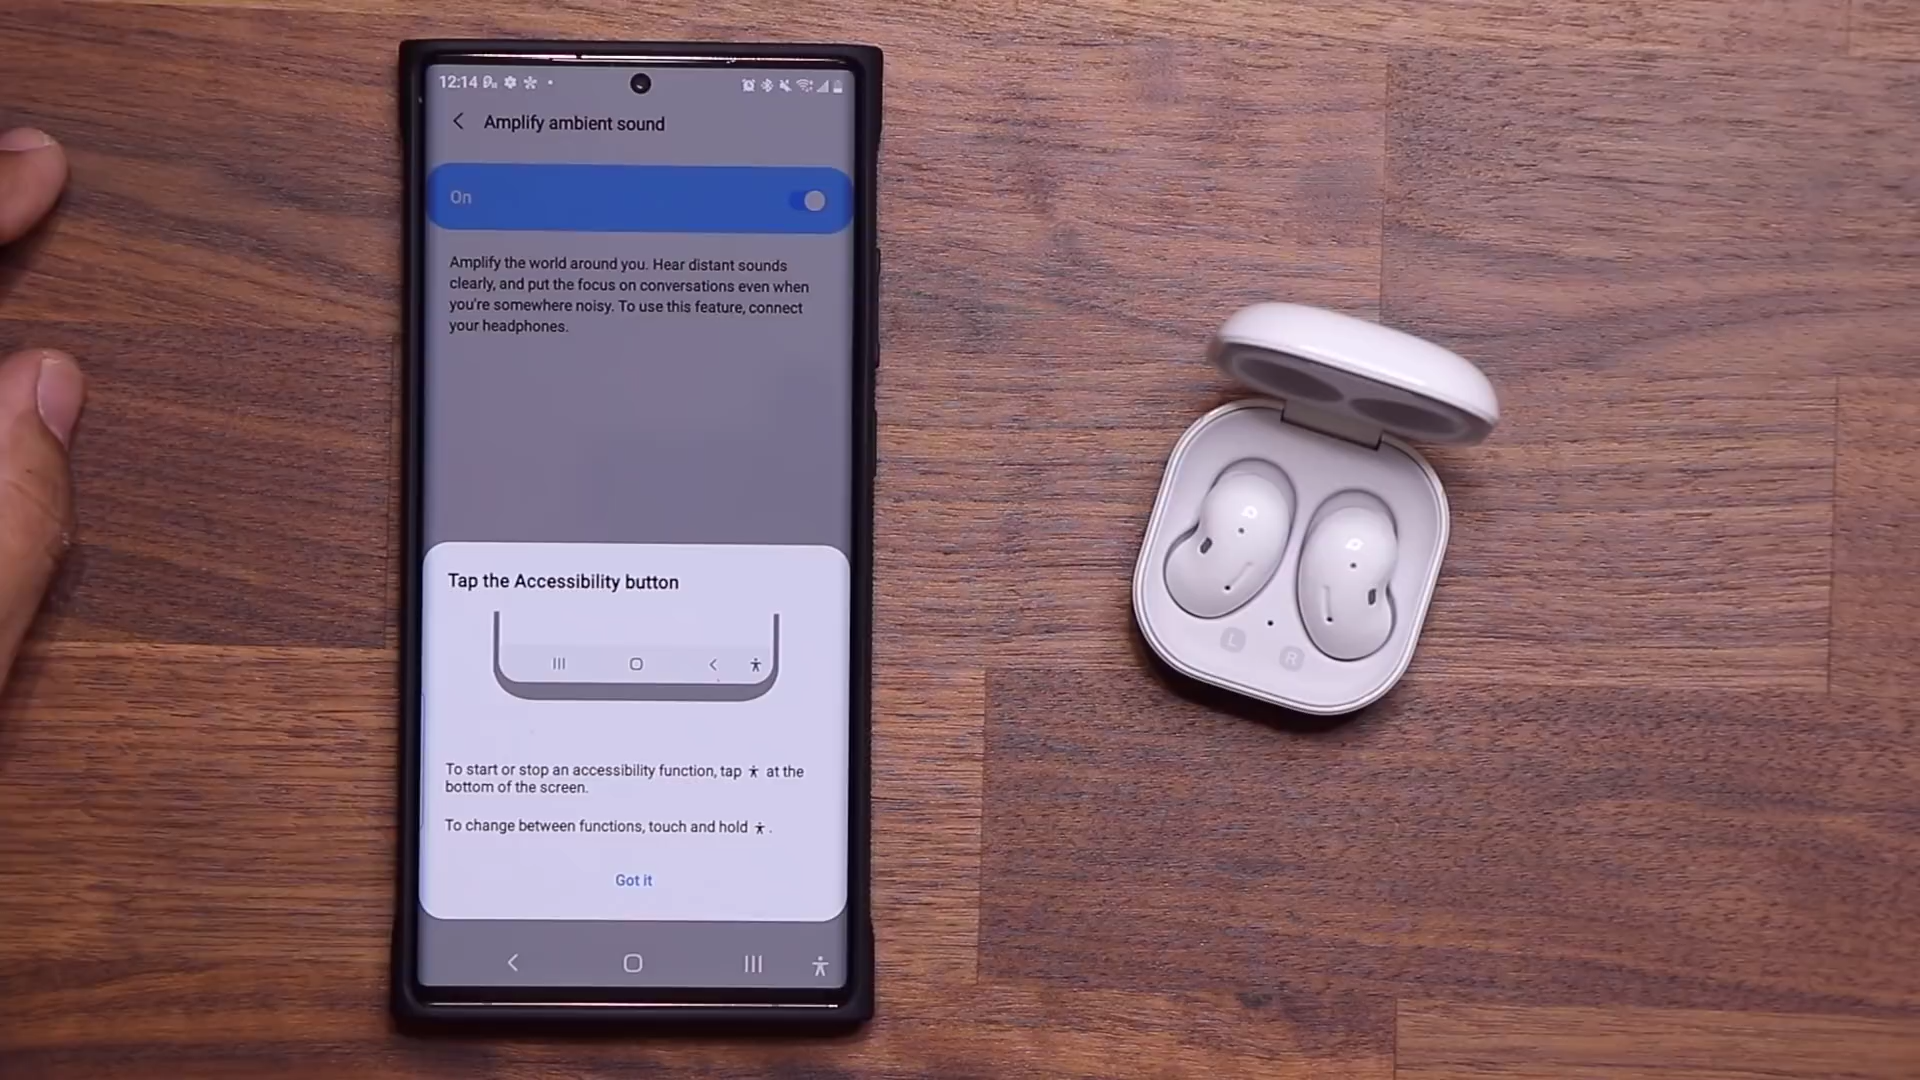 12:14
Amplify ambient sound
On
Amplify the world around you. Hear distant sounds
clearly, and put the focus on conversations even when
you're somewhere noisy. To use this feature, connect
your headphones.
Tap the Accessibility button
To start or stop an accessibility function, tap at the
bottom of the screen.
To change between functions, touch and hold .
Got it
L
R